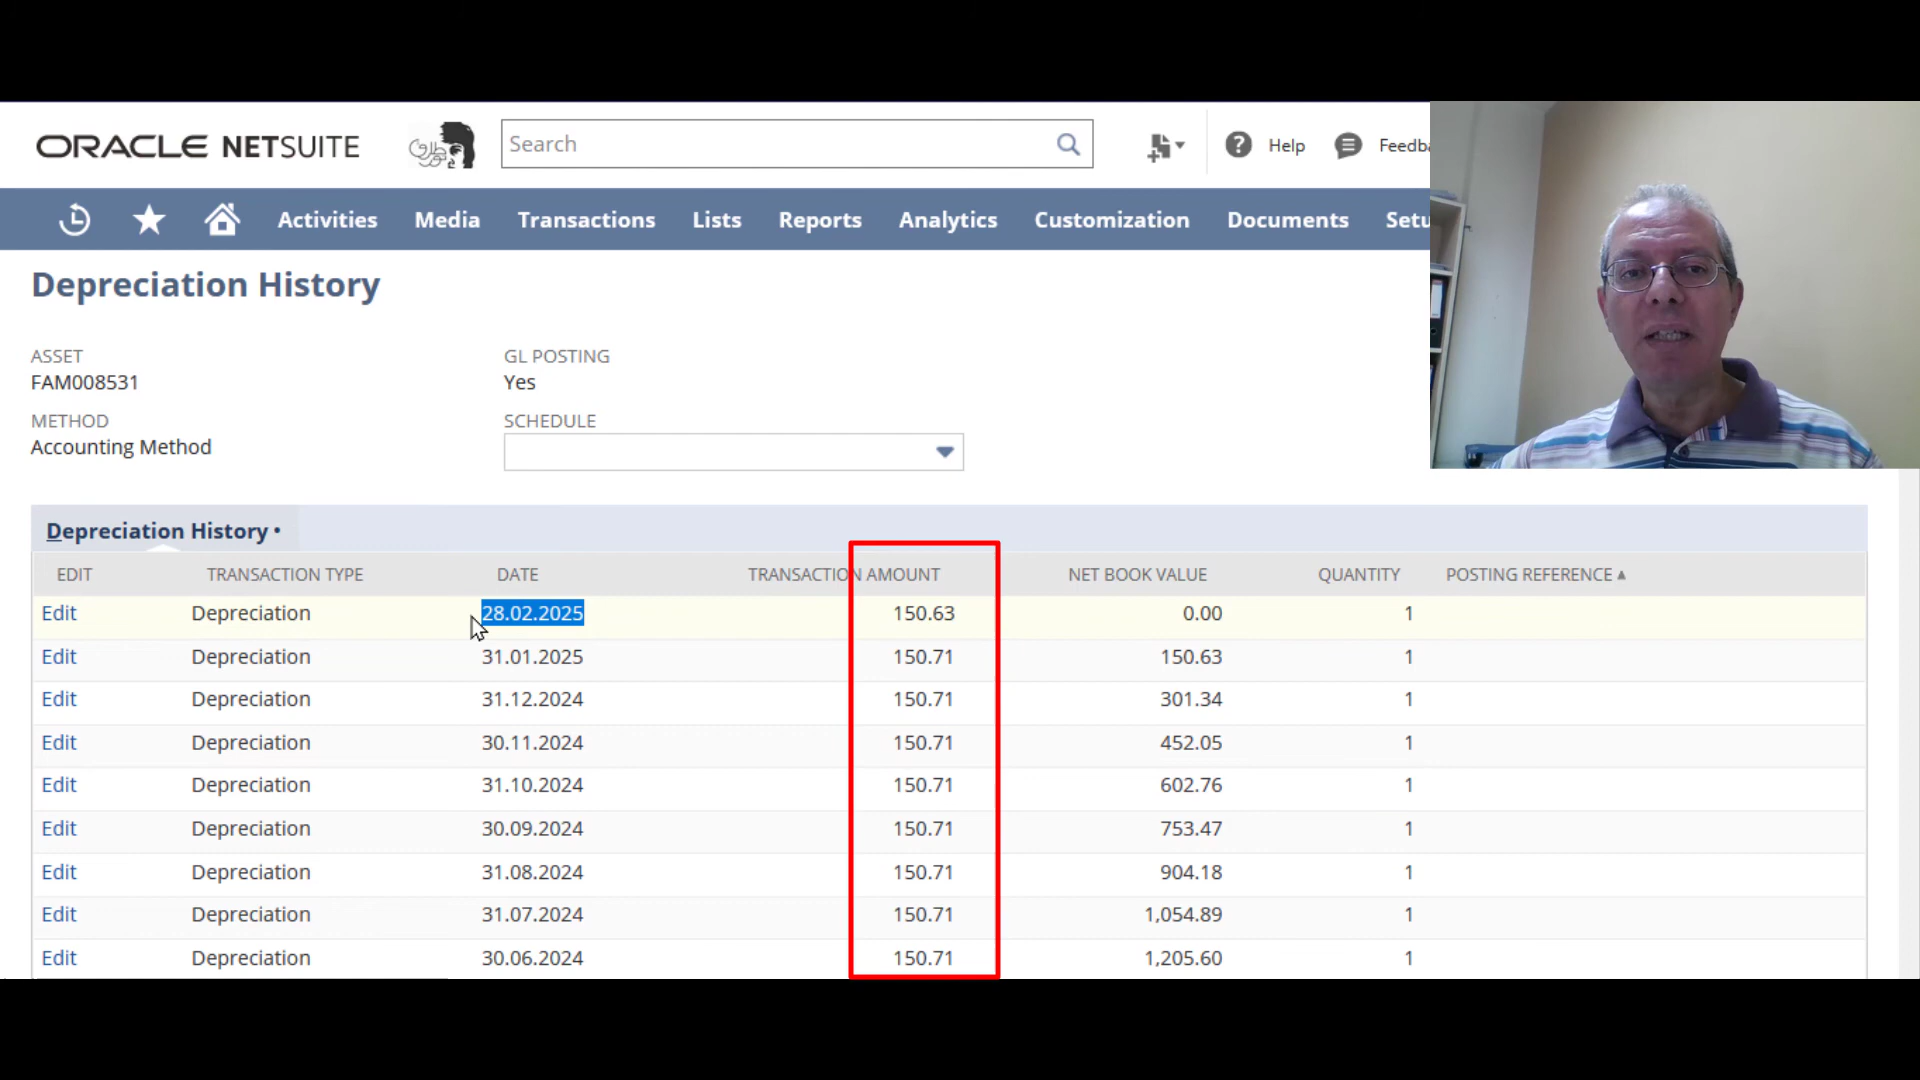 ORACLE NETSUITE
Search
Help
Feedba
Activities Media Transactions Lists Reports Analytics Customization Documents Setu
Depreciation History
ASSET GL POSTING
FAM008531 Yes
METHOD SCHEDULE
Accounting Method
Depreciation History •
EDIT TRANSACTION TYPE DATE TRANSACTION AMOUNT NET BOOK VALUE QUANTITY POSTING REFERENCE ▲
Edit Depreciation 28.02.2025 150.63 0.00 1
Edit Depreciation 31.01.2025 150.71 150.63 1
Edit Depreciation 31.12.2024 150.71 301.34 1
Edit Depreciation 30.11.2024 150.71 452.05 1
Edit Depreciation 31.10.2024 150.71 602.76 1
Edit Depreciation 30.09.2024 150.71 753.47 1
Edit Depreciation 31.08.2024 150.71 904.18 1
Edit Depreciation 31.07.2024 150.71 1,054.89 1
Edit Depreciation 30.06.2024 150.71 1,205.60 1